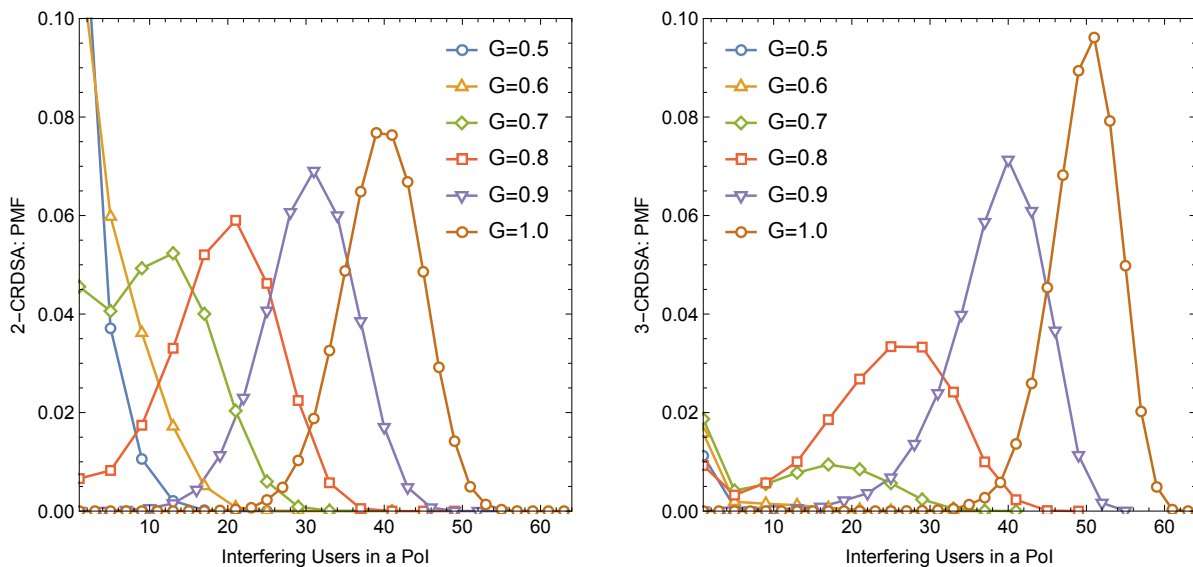 0.10
0.08
0.06
0.04
0.02
0.00
2-CRDSA: PMF
10 20 30 40 50 60
Interfering Users in a PoI
G=0.5
G=0.6
G=0.7
G=0.8
G=0.9
G=1.0
0.10
0.08
0.06
0.04
0.02
0.00
3-CRDSA: PMF
10 20 30 40 50 60
Interfering Users in a PoI
G=0.5
G=0.6
G=0.7
G=0.8
G=0.9
G=1.0